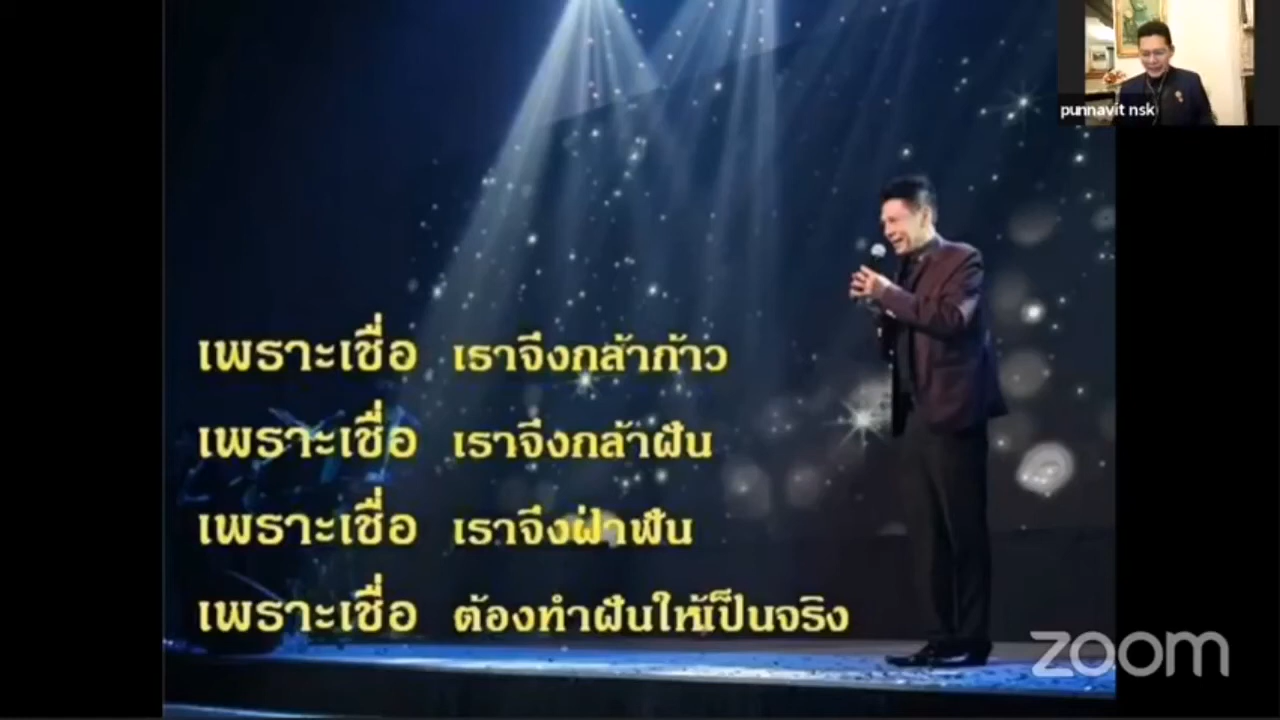 punnavit nsk
เพราะเชื่อ เราจึงกล้าก้าว
เพราะเชื่อ เราจึงกล้าฝัน
เพราะเชื่อ เราจึงฝ่าฟัน
เพราะเชื่อ ต้องทำฝันให้เป็นจริง
zoom